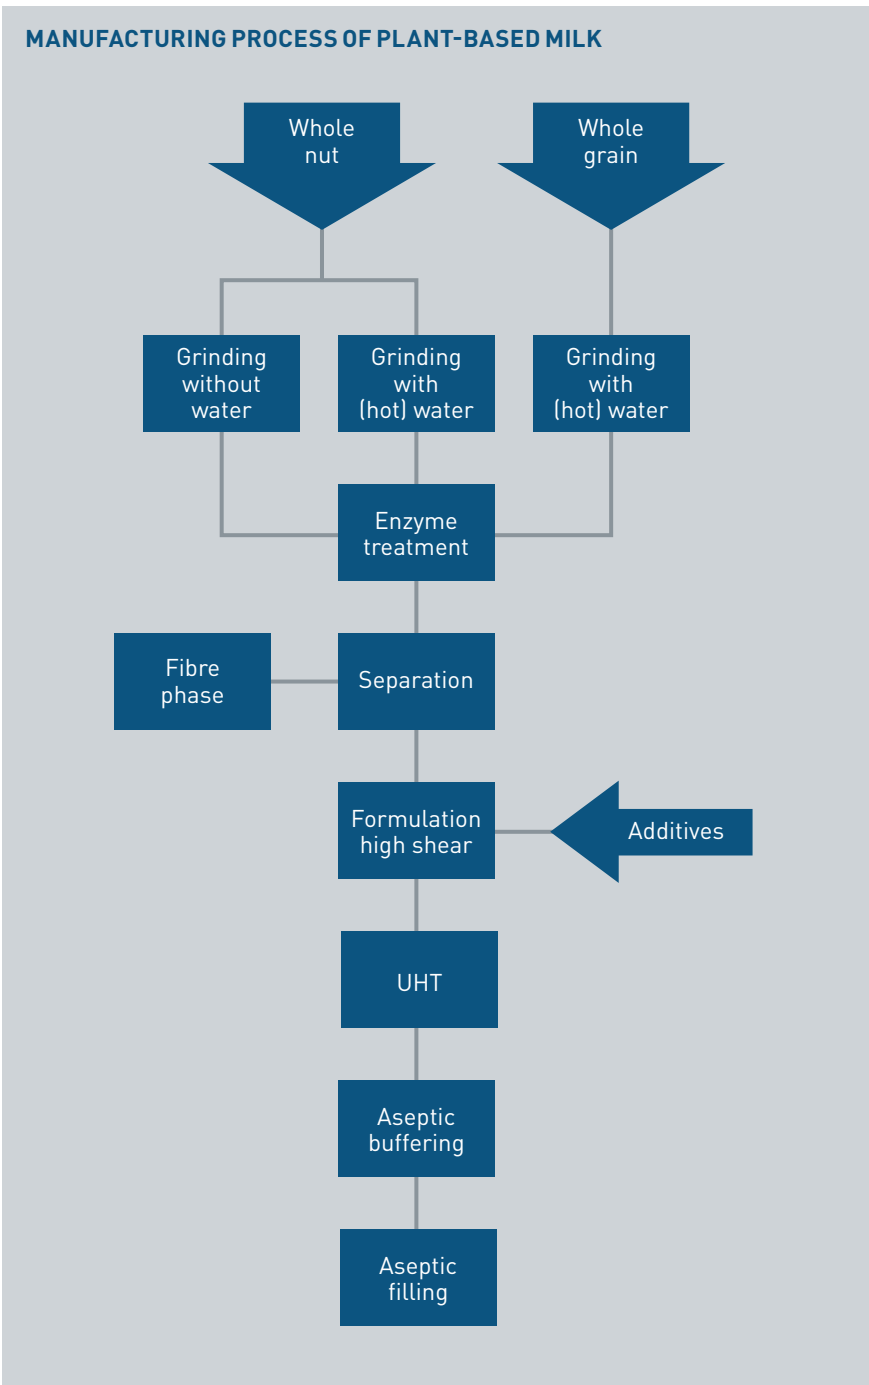 MANUFACTURING PROCESS OF PLANT-BASED MILK
Whole
nut
Whole
grain
Grinding
without
water
Grinding
with
(hot) water
Grinding
with
(hot) water
Enzyme
treatment
Fibre
phase
Separation
Formulation
high shear
Additives
UHT
Aseptic
buffering
Aseptic
filling